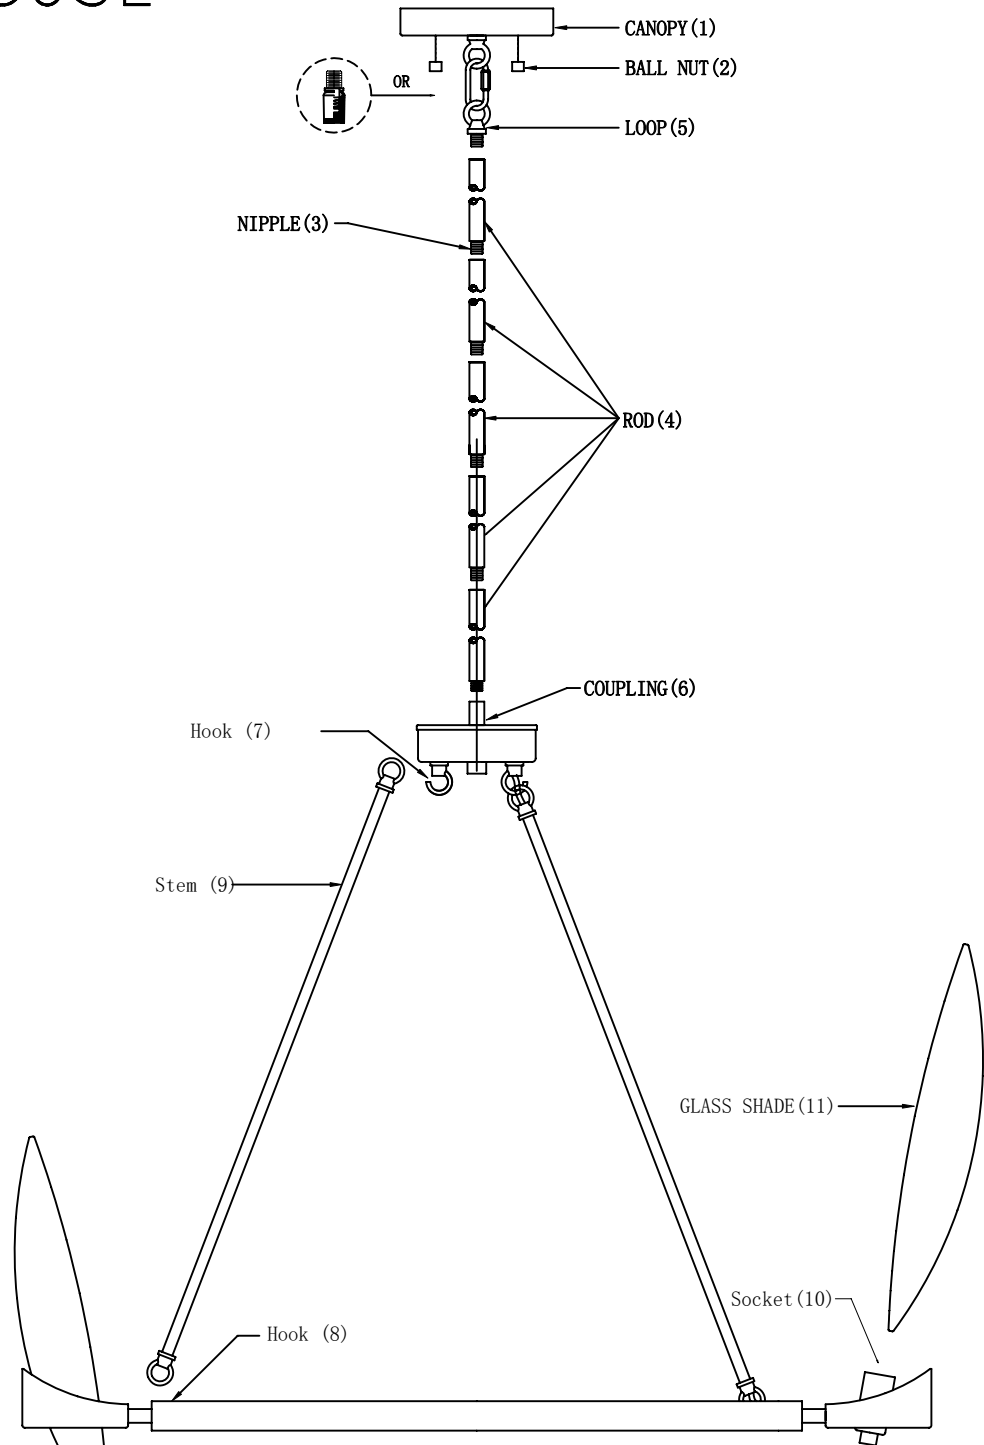 CANOPY(1)
BALL NUT(2)
OR
LOOP(5)
NIPPLE(3)
ROD(4)
COUPLING(6)
Hook (7)
Stem (9)
GLASS SHADE(11)
Socket(10)
Hook (8)